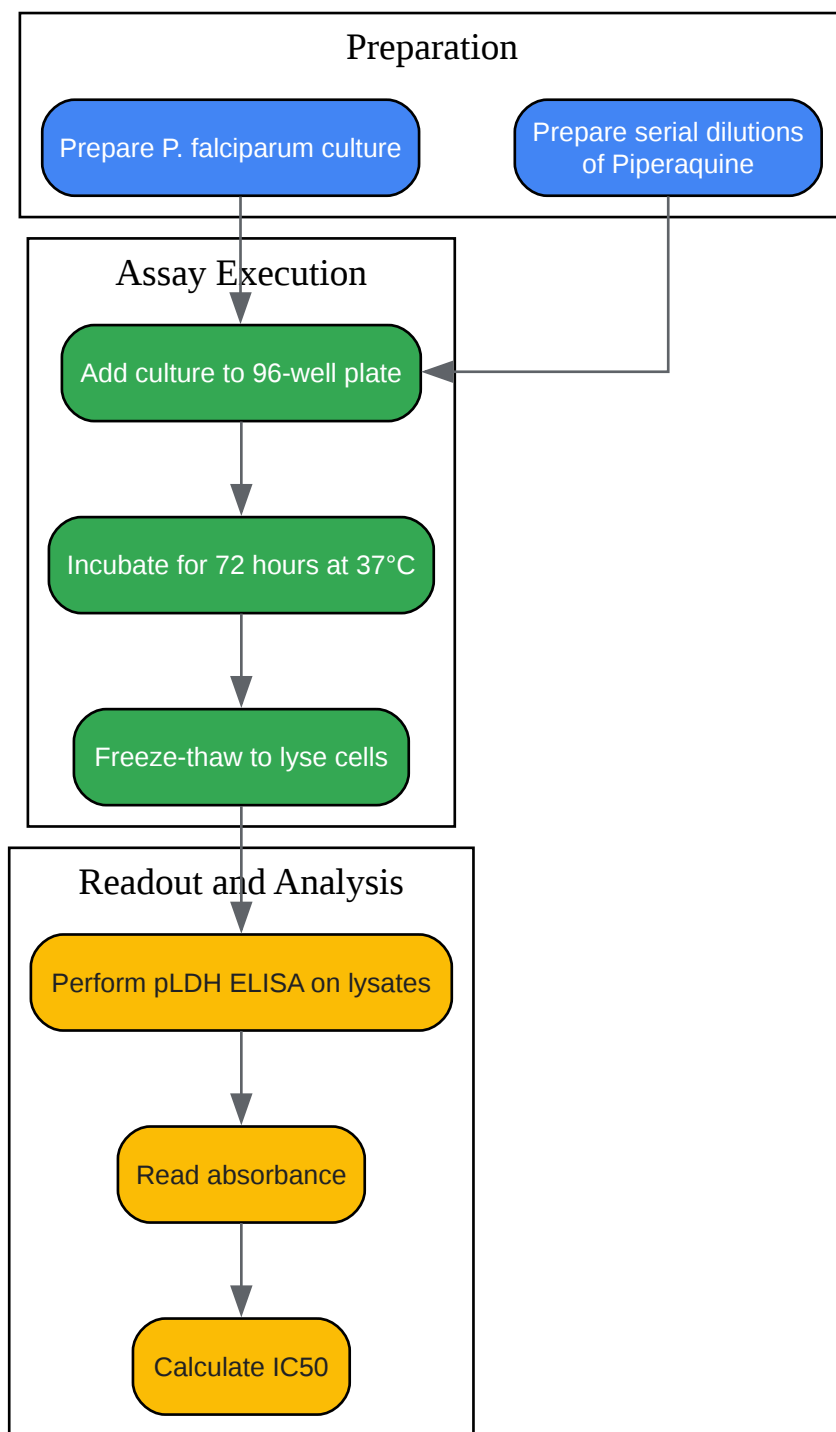 Preparation
Prepare P. falciparum culture
Prepare serial dilutions
of Piperaquine
Assay Execution
Add culture to 96-well plate
Incubate for 72 hours at 37°C
Freeze-thaw to lyse cells
Readout and Analysis
Perform pLDH ELISA on lysates
Read absorbance
Calculate IC50